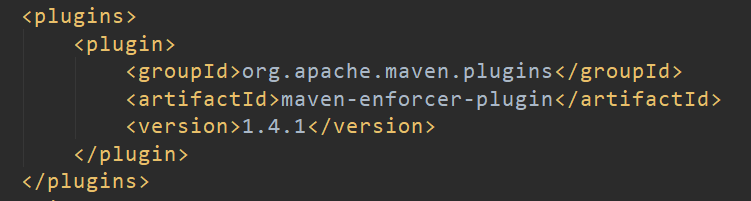 <plugins>
<plugin>
<groupId>org.apache.maven.plugins</groupId>
<artifactId>maven-enforcer-plugin</artifactId>
<version>1.4.1</version>
</plugin>
</plugins>